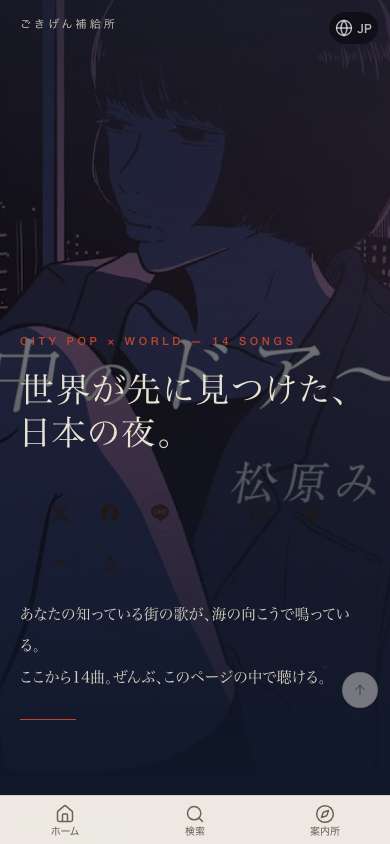 ごきげん補給所
JP
CITY POP × WORLD — 14 SONGS
中のドア〜
世界が先に見つけた、
日本の夜。
松原み
あなたの知っている街の歌が、海の向こうで鳴ってい
る。
ここから14曲。ぜんぶ、このページの中で聴ける。
ホーム
検索
案内所